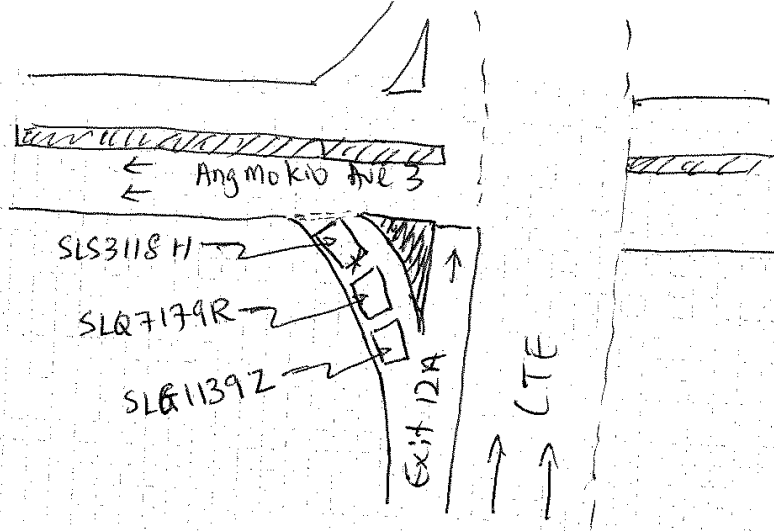 Ang Mo Kio Ave 3
SLS3118H
SLQ7179R
SLG1139Z
Exit 12A
CTE